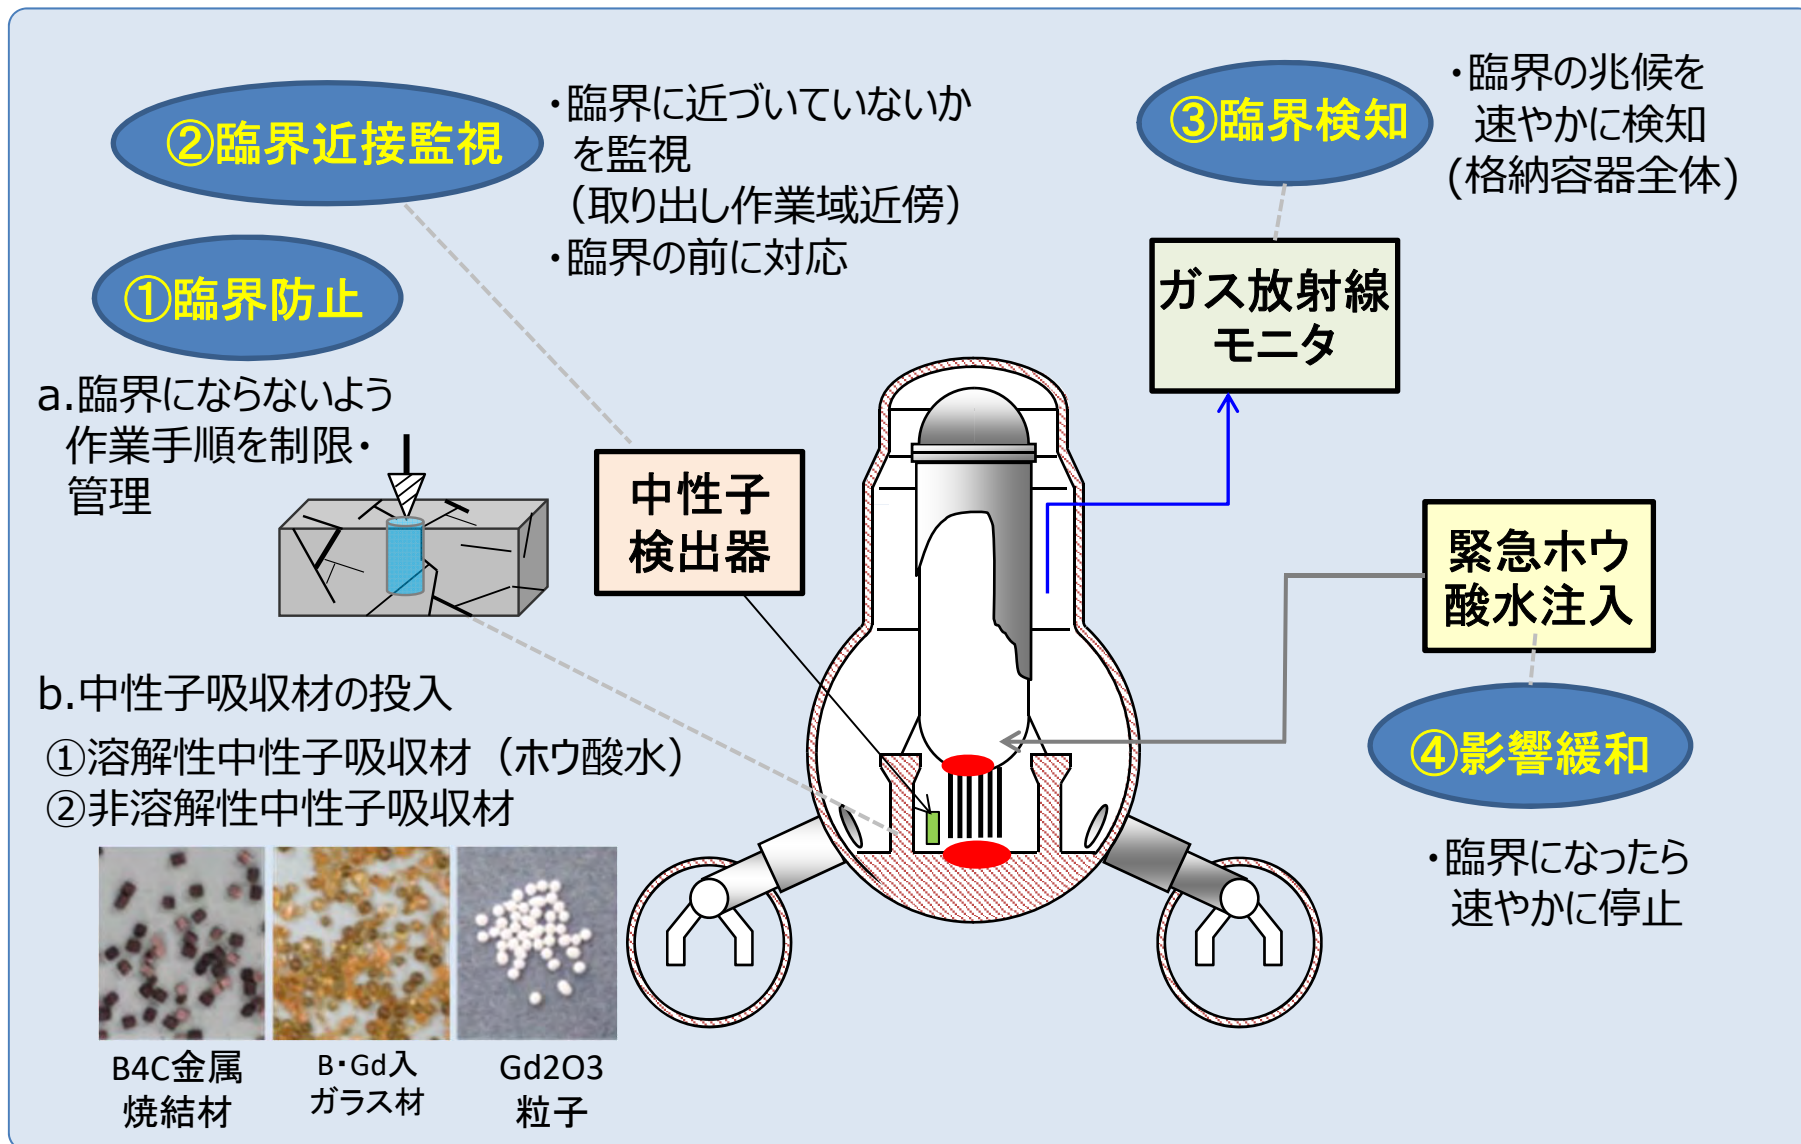 ②臨界近接監視
・臨界に近づいていないか
を監視
（取り出し作業域近傍）
・臨界の前に対応
③臨界検知
・臨界の兆候を
速やかに検知
(格納容器全体)
①臨界防止
a.臨界にならないよう
作業手順を制限・
管理
ガス放射線
モニタ
中性子
検出器
緊急ホウ
酸水注入
b.中性子吸収材の投入
①溶解性中性子吸収材（ホウ酸水）
②非溶解性中性子吸収材
④影響緩和
・臨界になったら
速やかに停止
B4C金属
焼結材
B・Gd入
ガラス材
Gd2O3
粒子